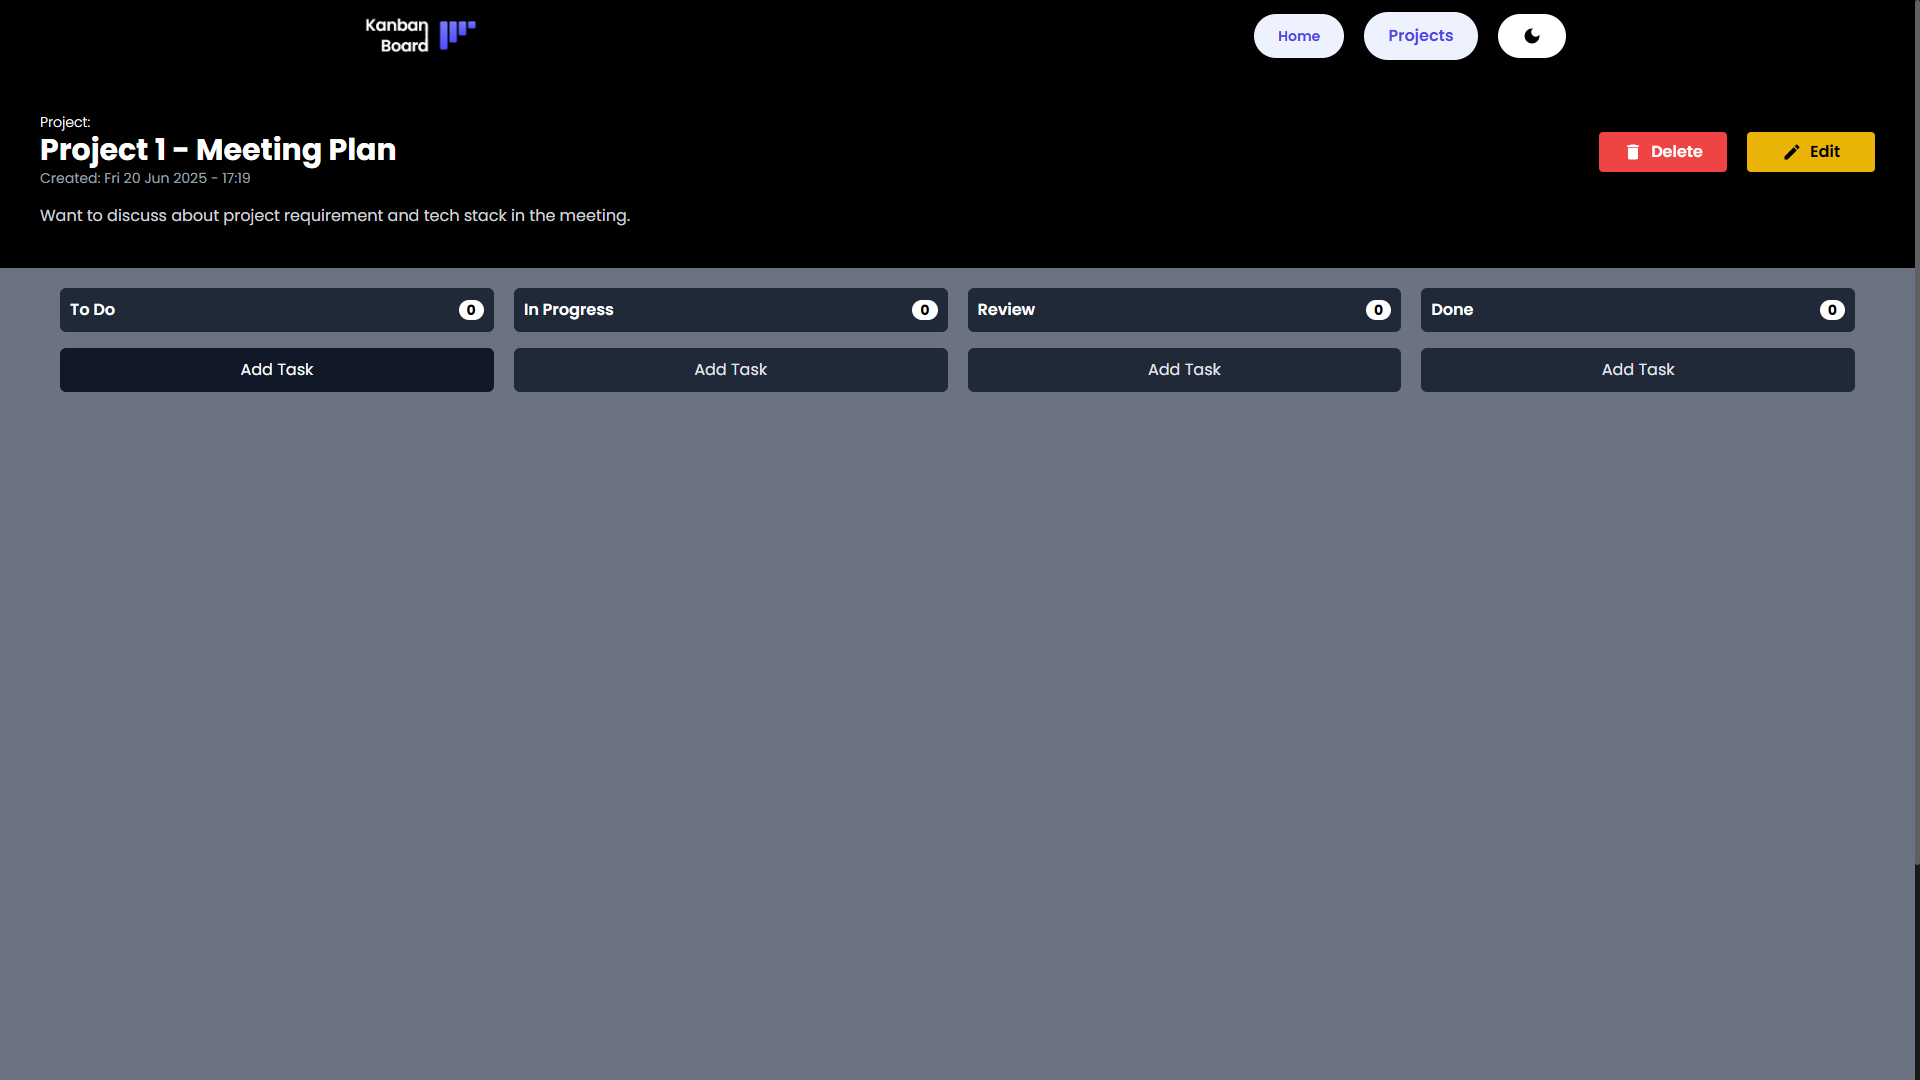 Kanban
Board
Home
Projects
Project:
Project 1 - Meeting Plan
Created: Fri 20 Jun 2025 - 17:19
Delete
Edit
Want to discuss about project requirement and tech stack in the meeting.
To Do 0
In Progress 0
Review 0
Done 0
Add Task
Add Task
Add Task
Add Task